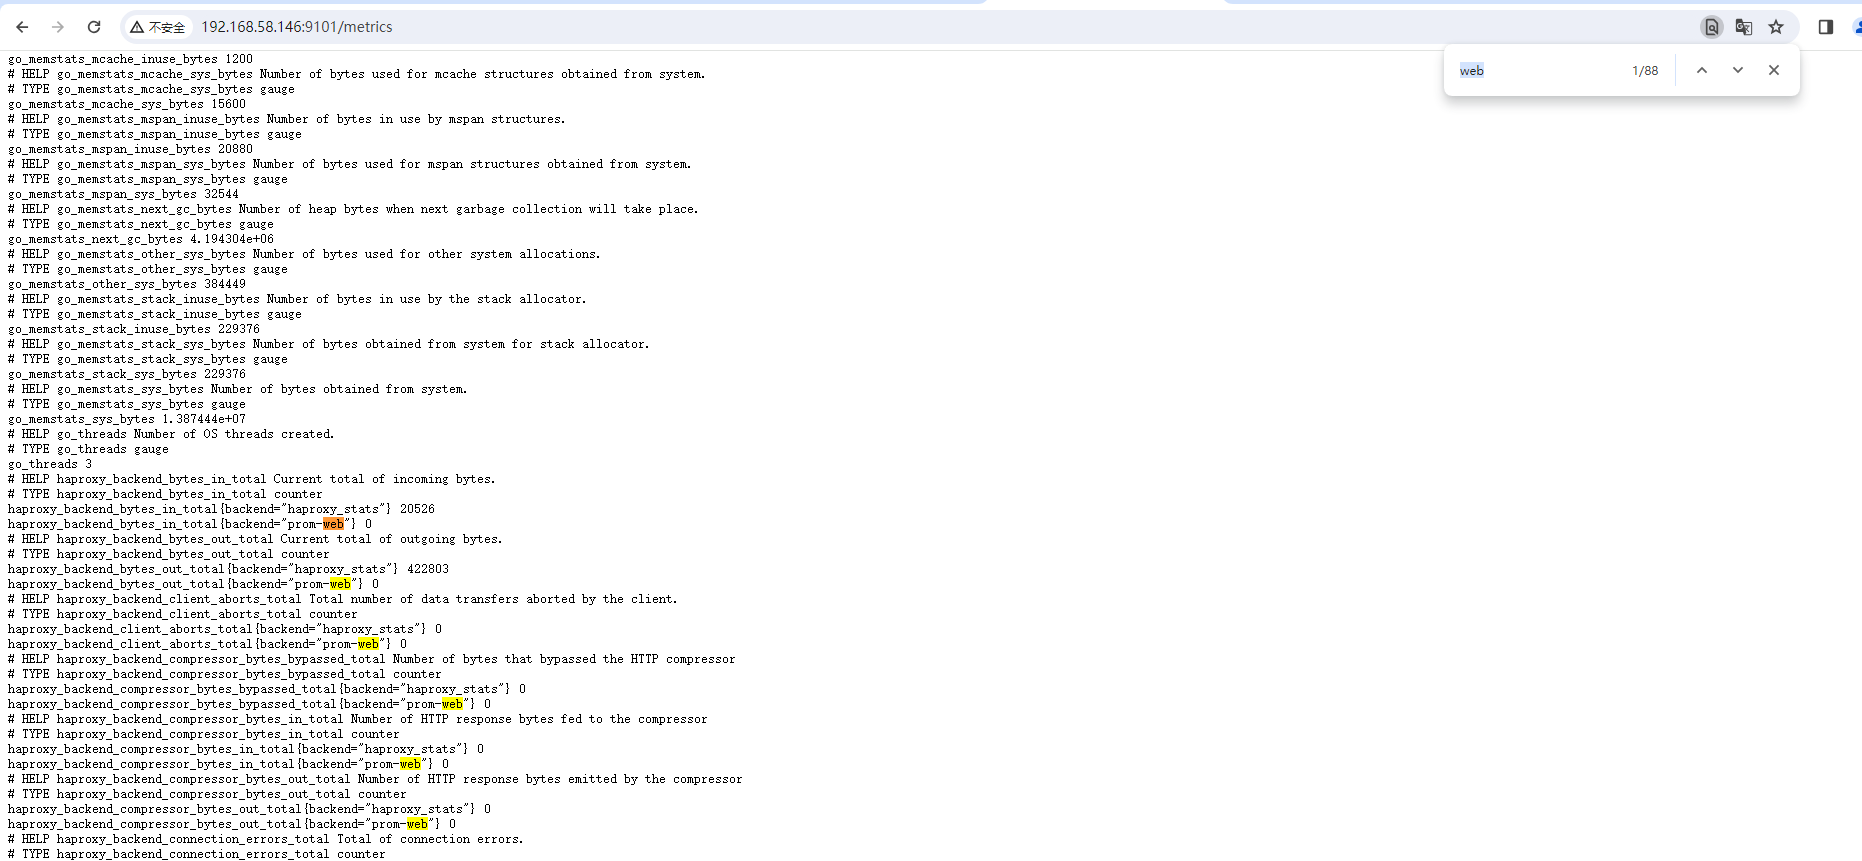 不安全 192.168.58.146:9101/metrics
web 1/88
go_memstats_mcache_inuse_bytes 1200
# HELP go_memstats_mcache_sys_bytes Number of bytes used for mcache structures obtained from system.
# TYPE go_memstats_mcache_sys_bytes gauge
go_memstats_mcache_sys_bytes 15600
# HELP go_memstats_mspan_inuse_bytes Number of bytes in use by mspan structures.
# TYPE go_memstats_mspan_inuse_bytes gauge
go_memstats_mspan_inuse_bytes 20880
# HELP go_memstats_mspan_sys_bytes Number of bytes used for mspan structures obtained from system.
# TYPE go_memstats_mspan_sys_bytes gauge
go_memstats_mspan_sys_bytes 32544
# HELP go_memstats_next_gc_bytes Number of heap bytes when next garbage collection will take place.
# TYPE go_memstats_next_gc_bytes gauge
go_memstats_next_gc_bytes 4.194304e+06
# HELP go_memstats_other_sys_bytes Number of bytes used for other system allocations.
# TYPE go_memstats_other_sys_bytes gauge
go_memstats_other_sys_bytes 384449
# HELP go_memstats_stack_inuse_bytes Number of bytes in use by the stack allocator.
# TYPE go_memstats_stack_inuse_bytes gauge
go_memstats_stack_inuse_bytes 229376
# HELP go_memstats_stack_sys_bytes Number of bytes obtained from system for stack allocator.
# TYPE go_memstats_stack_sys_bytes gauge
go_memstats_stack_sys_bytes 229376
# HELP go_memstats_sys_bytes Number of bytes obtained from system.
# TYPE go_memstats_sys_bytes gauge
go_memstats_sys_bytes 1.387444e+07
# HELP go_threads Number of OS threads created.
# TYPE go_threads gauge
go_threads 3
# HELP haproxy_backend_bytes_in_total Current total of incoming bytes.
# TYPE haproxy_backend_bytes_in_total counter
haproxy_backend_bytes_in_total{backend="haproxy_stats"} 20526
haproxy_backend_bytes_in_total{backend="prom-web"} 0
# HELP haproxy_backend_bytes_out_total Current total of outgoing bytes.
# TYPE haproxy_backend_bytes_out_total counter
haproxy_backend_bytes_out_total{backend="haproxy_stats"} 422803
haproxy_backend_bytes_out_total{backend="prom-web"} 0
# HELP haproxy_backend_client_aborts_total Total number of data transfers aborted by the client.
# TYPE haproxy_backend_client_aborts_total counter
haproxy_backend_client_aborts_total{backend="haproxy_stats"} 0
haproxy_backend_client_aborts_total{backend="prom-web"} 0
# HELP haproxy_backend_compressor_bytes_bypassed_total Number of bytes that bypassed the HTTP compressor
# TYPE haproxy_backend_compressor_bytes_bypassed_total counter
haproxy_backend_compressor_bytes_bypassed_total{backend="haproxy_stats"} 0
haproxy_backend_compressor_bytes_bypassed_total{backend="prom-web"} 0
# HELP haproxy_backend_compressor_bytes_in_total Number of HTTP response bytes fed to the compressor
# TYPE haproxy_backend_compressor_bytes_in_total counter
haproxy_backend_compressor_bytes_in_total{backend="haproxy_stats"} 0
haproxy_backend_compressor_bytes_in_total{backend="prom-web"} 0
# HELP haproxy_backend_compressor_bytes_out_total Number of HTTP response bytes emitted by the compressor
# TYPE haproxy_backend_compressor_bytes_out_total counter
haproxy_backend_compressor_bytes_out_total{backend="haproxy_stats"} 0
haproxy_backend_compressor_bytes_out_total{backend="prom-web"} 0
# HELP haproxy_backend_connection_errors_total Total of connection errors.
# TYPE haproxy_backend_connection_errors_total counter